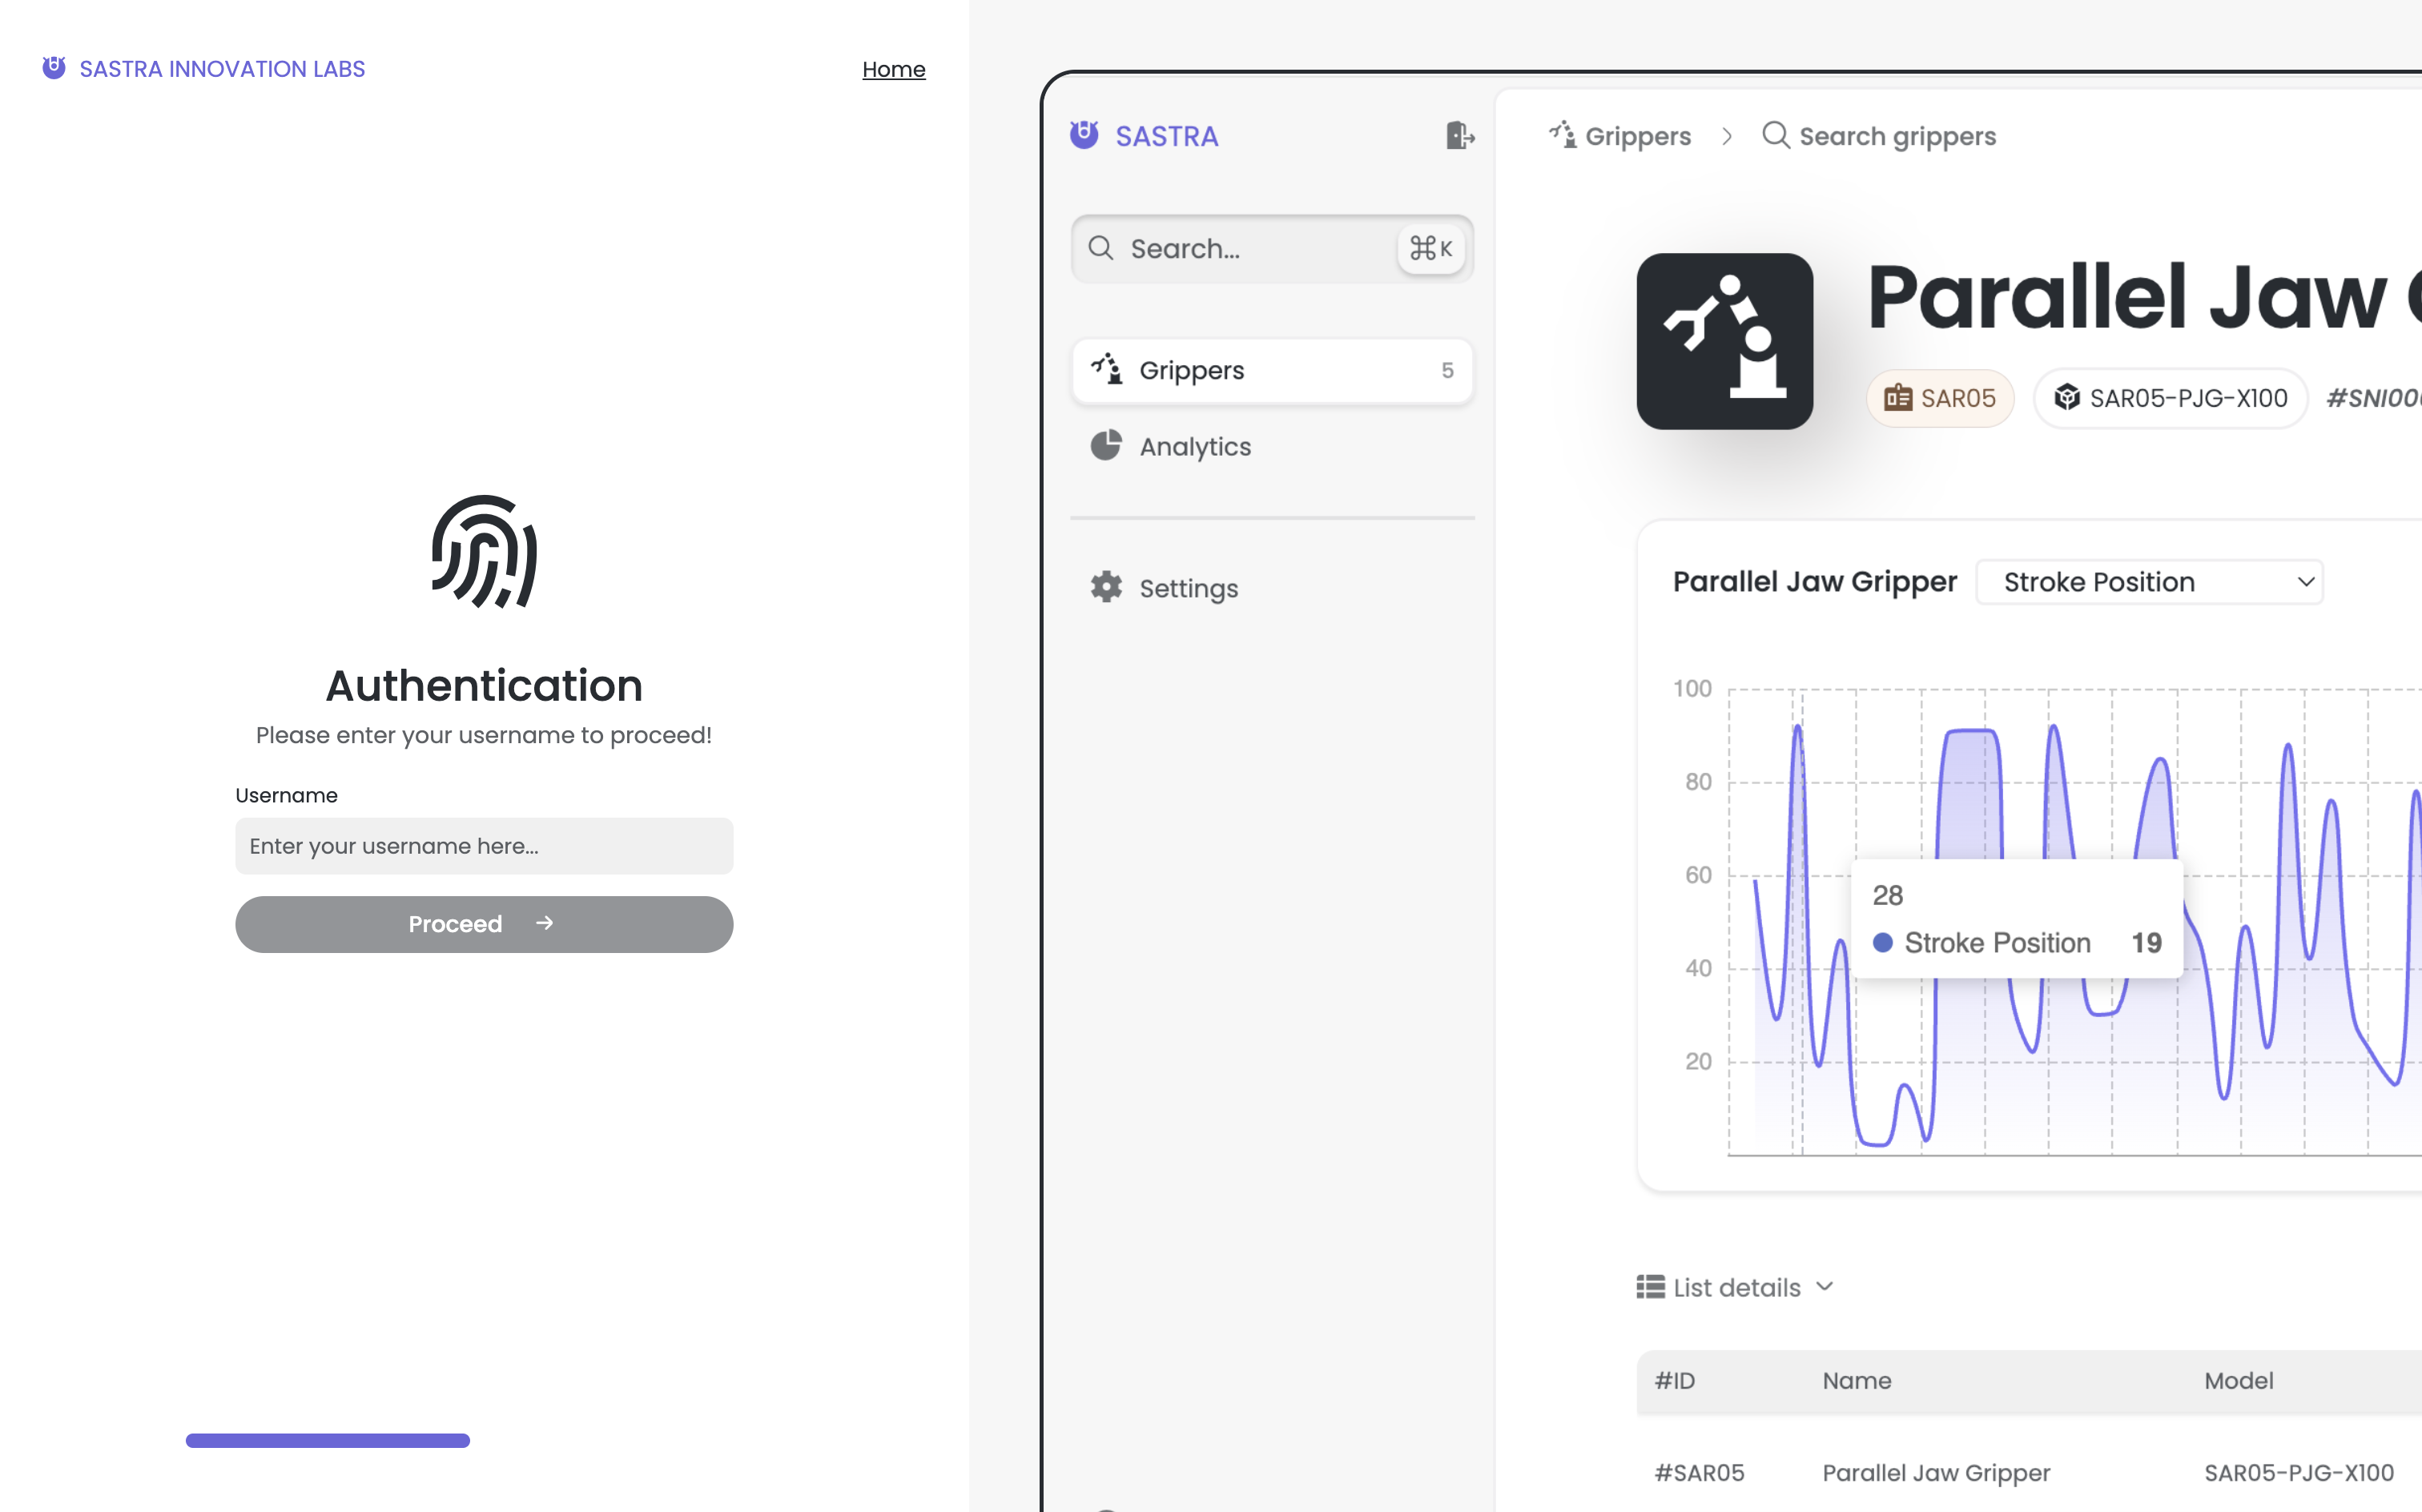 SASTRA INNOVATION LABS
Home
Authentication
Please enter your username to proceed!
Username
Enter your username here...
Proceed
SASTRA
Search...
⌘K
Grippers 5
Analytics
Settings
Grippers > Search grippers
Parallel Jaw
SAR05 SAR05-PJG-X100 #SNI00
Parallel Jaw Gripper Stroke Position
100
80
60
40
20
28
Stroke Position 19
List details
#ID Name Model
#SAR05 Parallel Jaw Gripper SAR05-PJG-X100